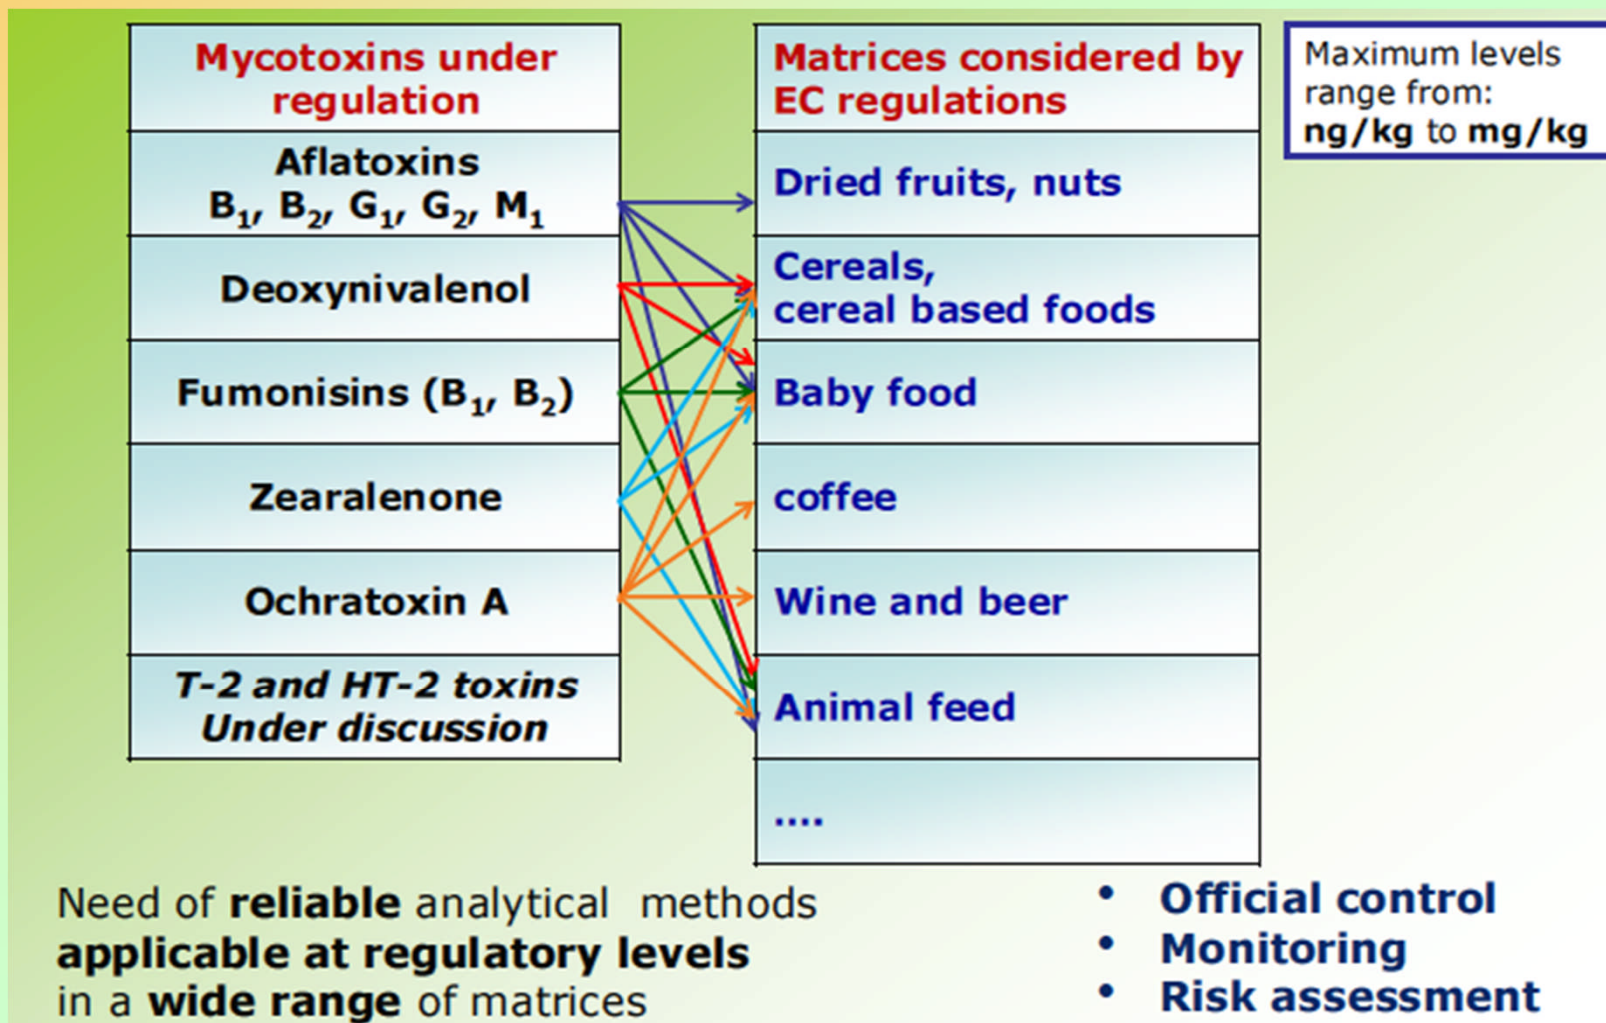 Mycotoxins under
regulation
Aflatoxins
B₁, B₂, G₁, G₂, M₁
Deoxynivalenol
Fumonisins (B₁, B₂)
Zearalenone
Ochratoxin A
T-2 and HT-2 toxins
Under discussion
Matrices considered by
EC regulations
Dried fruits, nuts
Cereals,
cereal based foods
Baby food
coffee
Wine and beer
Animal feed
....
Maximum levels
range from:
ng/kg to mg/kg
Need of reliable analytical methods
applicable at regulatory levels
in a wide range of matrices
• Official control
• Monitoring
• Risk assessment